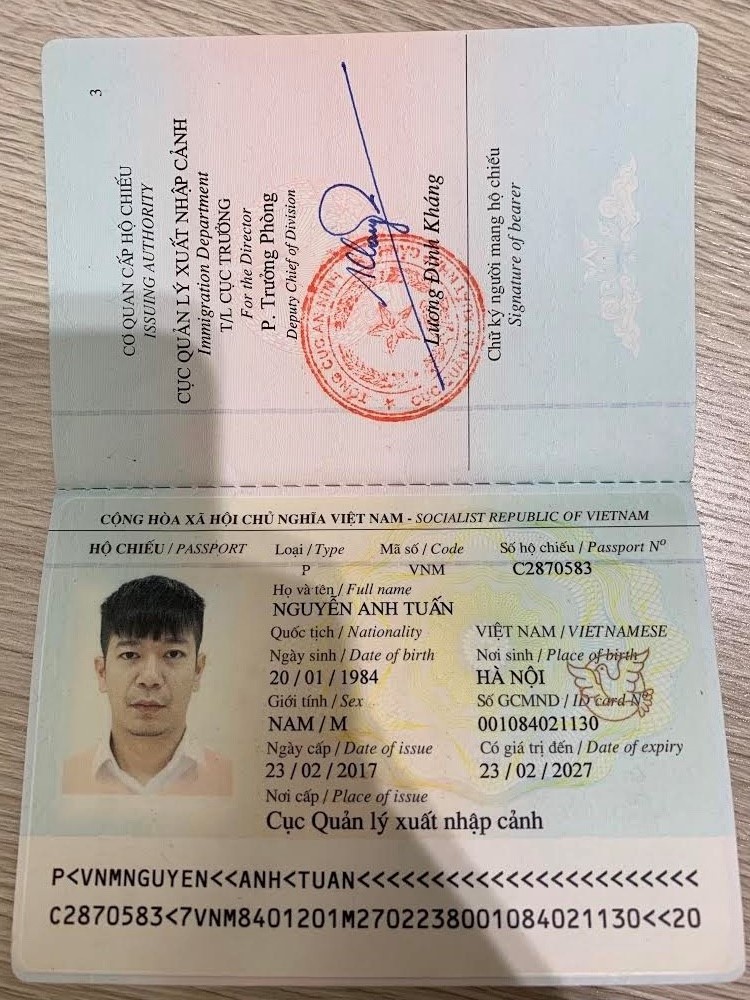 3
CƠ QUAN CẤP HỘ CHIẾU
ISSUING AUTHORITY
CỤC QUẢN LÝ XUẤT NHẬP CẢNH
Immigration Department
T/L CỤC TRƯỞNG
For the Director
P. Trưởng Phòng
Deputy Chief of Division
Lương Đình Kháng
Chữ ký người mang hộ chiếu
Signature of bearer
CỘNG HÒA XÃ HỘI CHỦ NGHĨA VIỆT NAM - SOCIALIST REPUBLIC OF VIETNAM
HỘ CHIẾU / PASSPORT Loại / Type Mã số / Code Số hộ chiếu / Passport Nº
P VNM C2870583
Họ và tên / Full name
NGUYỄN ANH TUẤN
Quốc tịch / Nationality VIỆT NAM / VIETNAMESE
Ngày sinh / Date of birth Nơi sinh / Place of birth
20 / 01 / 1984 HÀ NỘI
Giới tính / Sex Số GCMND / ID card Nº
NAM / M 001084021130
Ngày cấp / Date of issue Có giá trị đến / Date of expiry
23 / 02 / 2017 23 / 02 / 2027
Nơi cấp / Place of issue
Cục Quản lý xuất nhập cảnh
P<VNMNGUYEN<<ANH<TUAN<<<<<<<<<<<<<<<<<<<<<<<
C2870583<7VNM8401201M2702238001084021130<<20